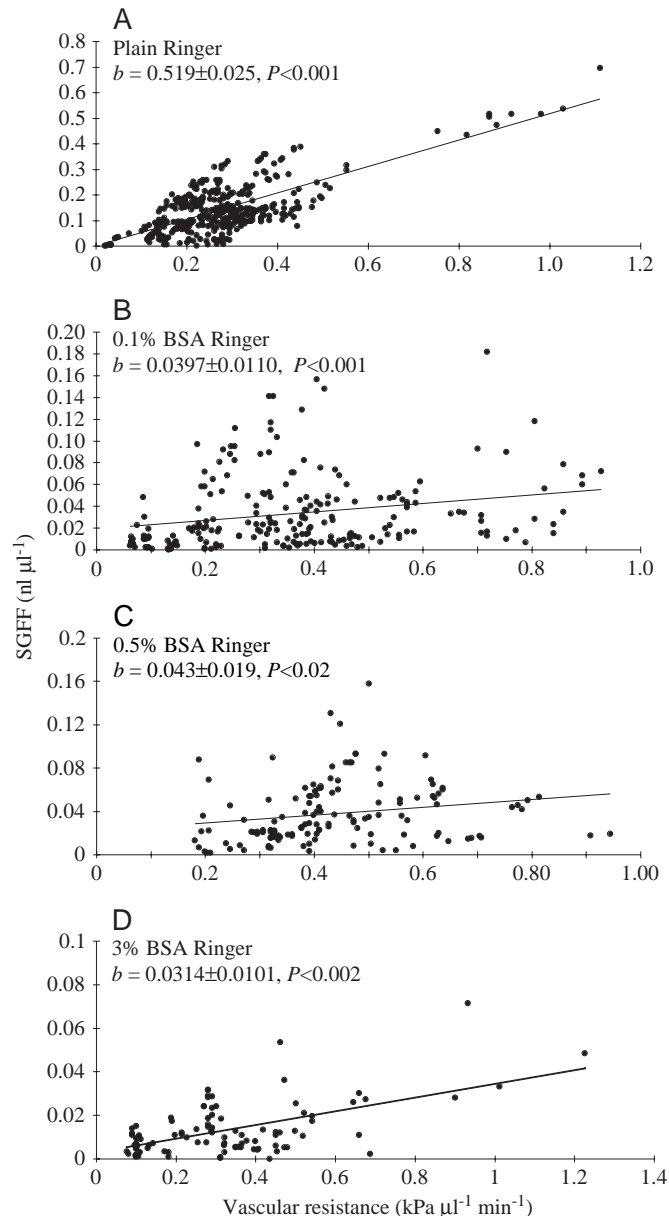 A
Plain Ringer
b = 0.519±0.025, P<0.001
0.8
0.7
0.6
0.5
0.4
0.3
0.2
0.1
0
0 0.2 0.4 0.6 0.8 1.0 1.2
B
0.1% BSA Ringer
b = 0.0397±0.0110, P<0.001
0.20
0.18
0.16
0.14
0.12
0.10
0.08
0.06
0.04
0.02
0
0 0.2 0.4 0.6 0.8 1.0
SGFF (nl µl⁻¹)
C
0.5% BSA Ringer
b = 0.043±0.019, P<0.02
0.2
0.16
0.12
0.08
0.04
0
0 0.2 0.4 0.6 0.80 1.00
D
3% BSA Ringer
b = 0.0314±0.0101, P<0.002
0.1
0.08
0.06
0.04
0.02
0
0 0.2 0.4 0.6 0.8 1 1.2 1.4
Vascular resistance (kPa µl⁻¹ min⁻¹)